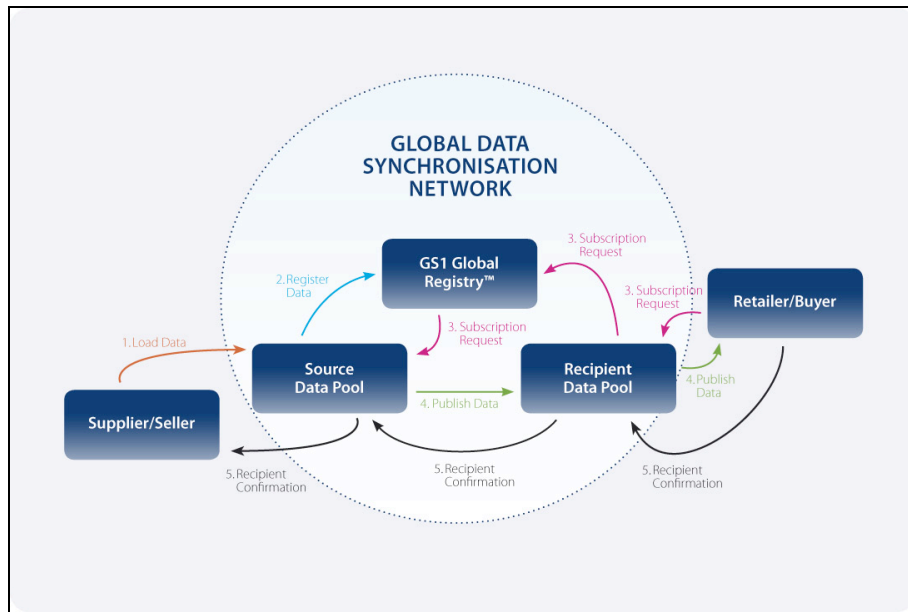 GLOBAL DATA
SYNCHRONISATION
NETWORK
3. Subscription
Request
GS1 Global
Registry™
2. Register
Data
3. Subscription
Request
Retailer/Buyer
3. Subscription
Request
1. Load Data
Source
Data Pool
Recipient
Data Pool
4. Publish
Data
4. Publish Data
Supplier/Seller
5. Recipient
Confirmation
5. Recipient
Confirmation
5. Recipient
Confirmation